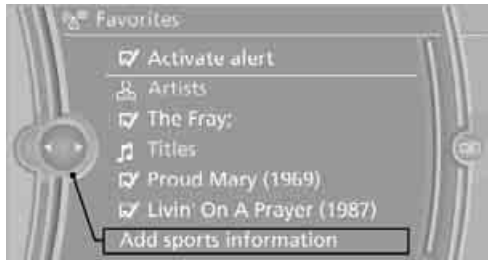 Favorites
Activate alert
Artists
The Fray;
Titles
Proud Mary (1969)
Livin' On A Prayer (1987)
Add sports information